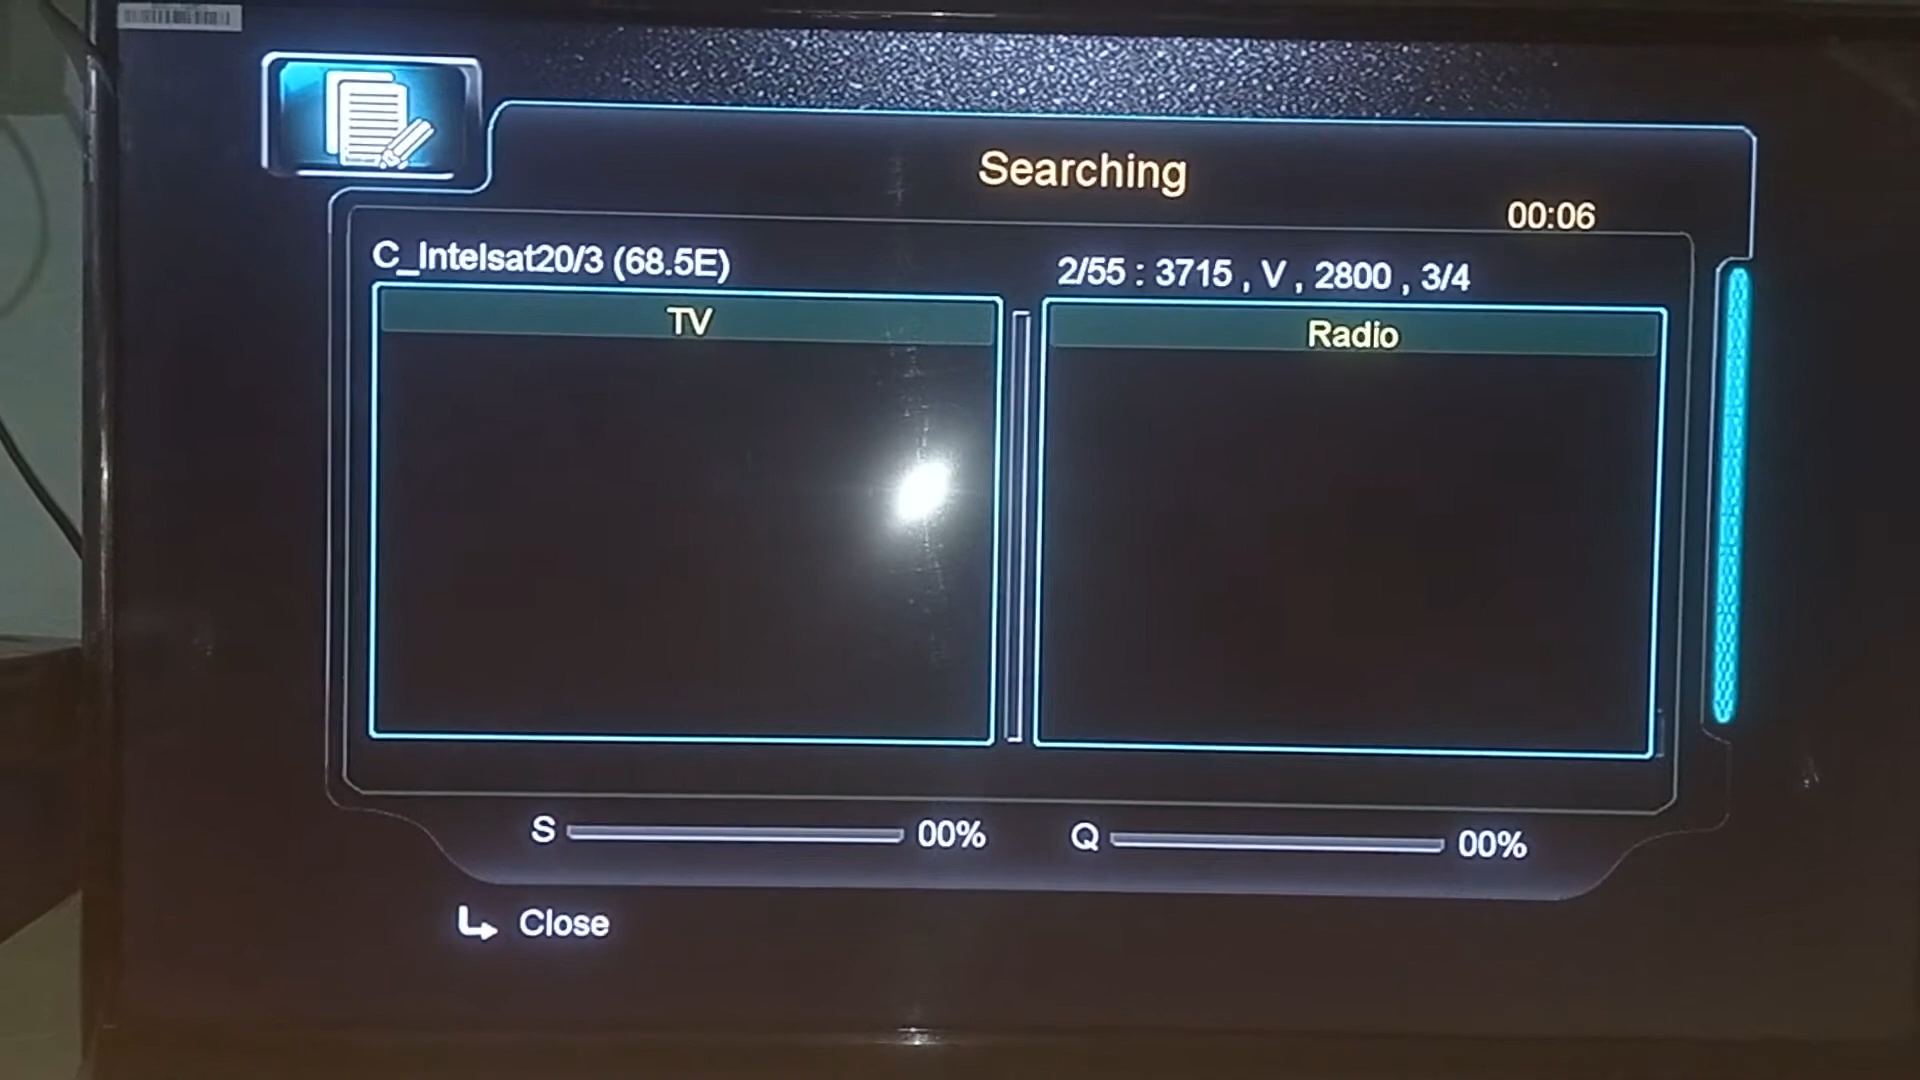 Searching
00:06
C_Intelsat20/3 (68.5E)
2/55 : 3715 , V , 2800 , 3/4
TV
Radio
S 00% Q 00%
Close